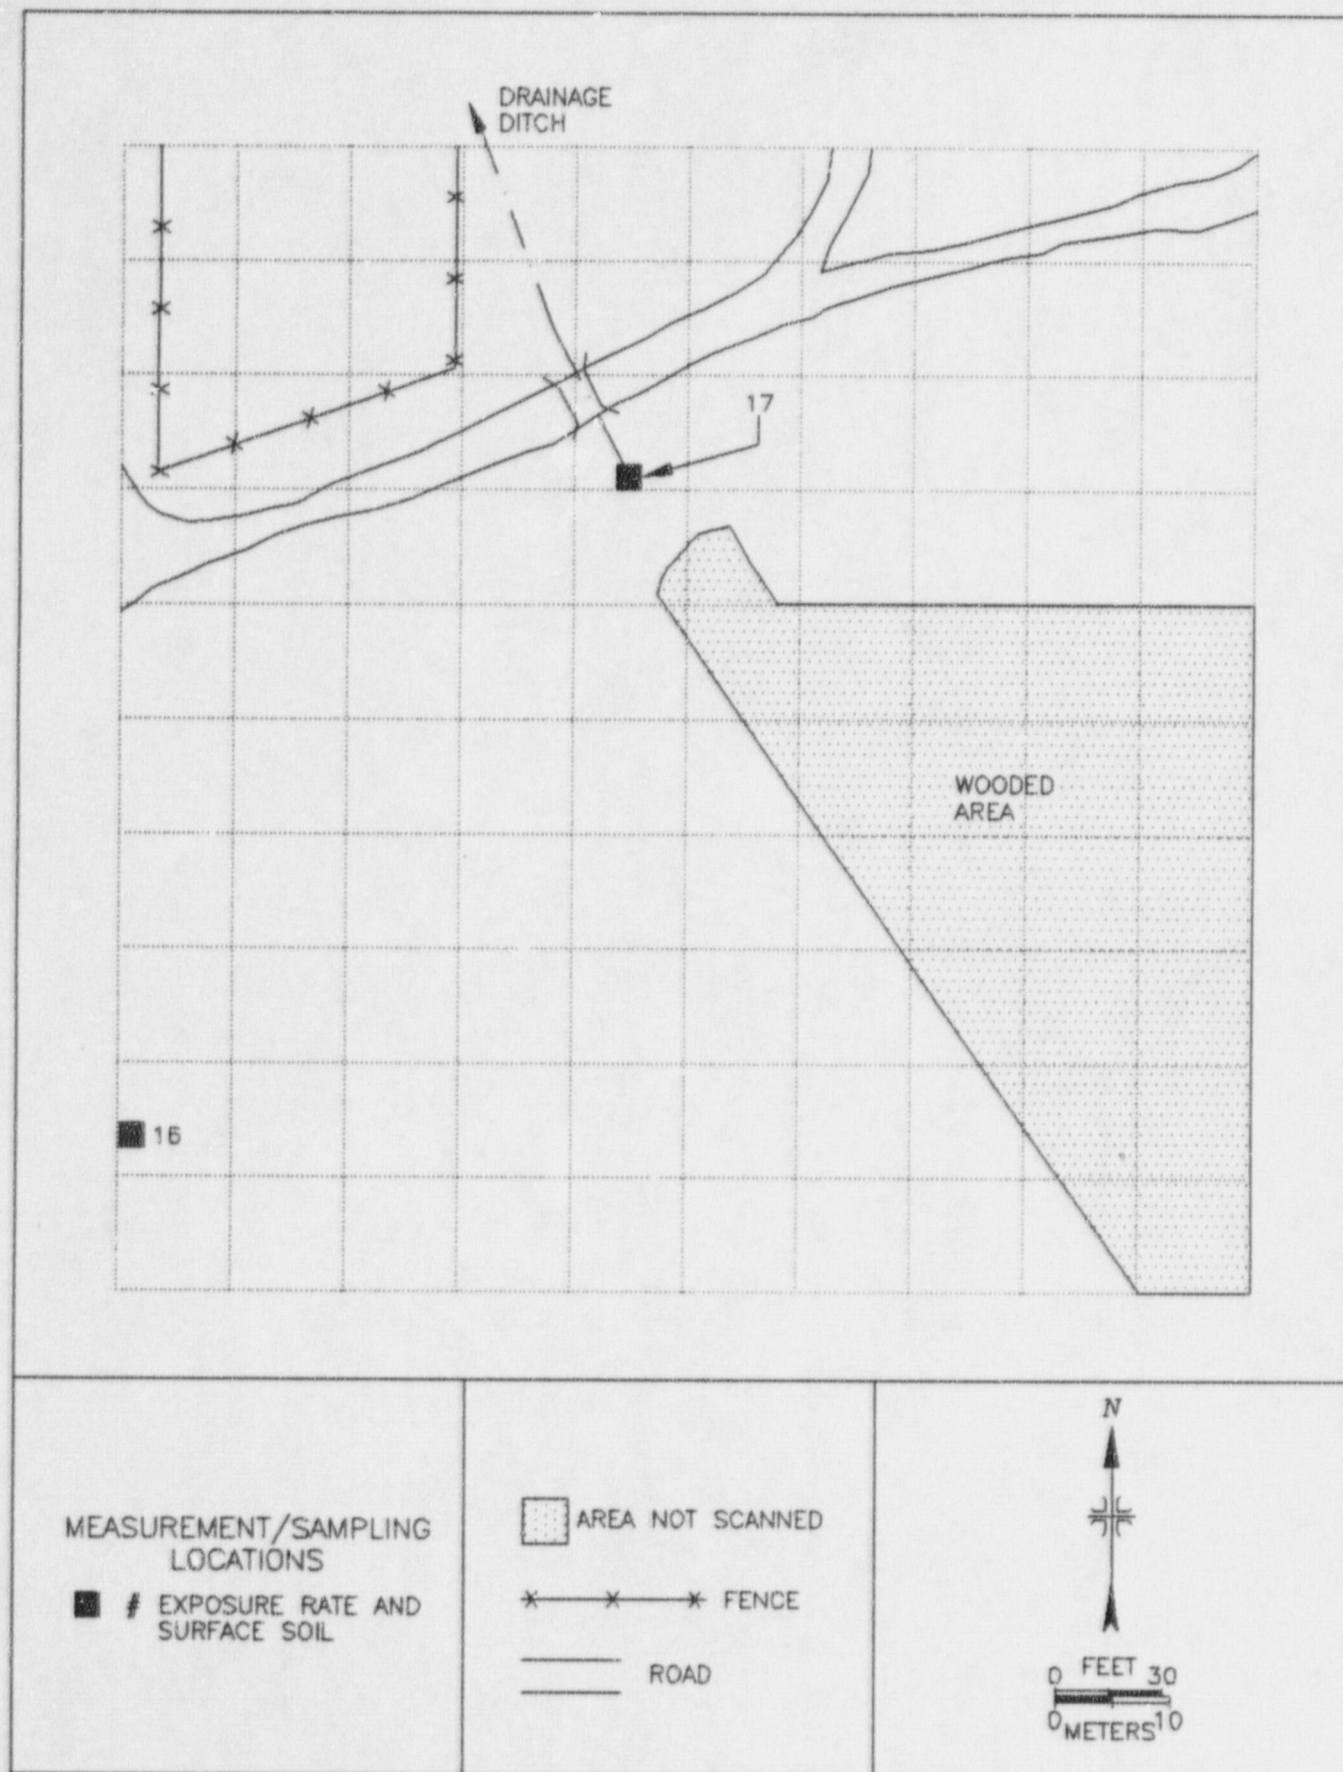 DRAINAGE
DITCH
17
WOODED
AREA
16
MEASUREMENT/SAMPLING
LOCATIONS
# EXPOSURE RATE AND
SURFACE SOIL
AREA NOT SCANNED
FENCE
ROAD
N
0 FEET 30
0 METERS 10